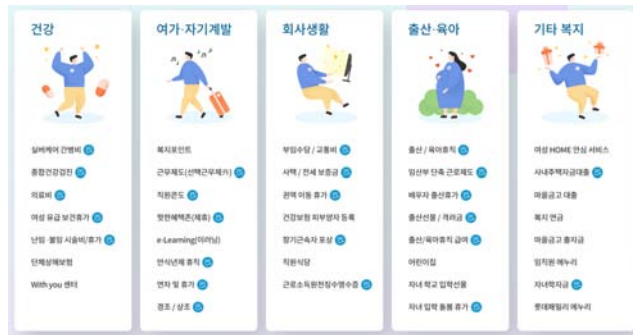 건강
실버케어 간병비
종합건강검진
의료비
여성 유급 보건휴가
난임·불임 시술비/휴가
단체상해보험
With you 센터
여가·자기계발
복지포인트
근무제도(선택근무제外)
직원콘도
핫한혜택존(제휴)
e-Learning(이러닝)
안식년제 휴직
연차 및 휴가
경조 / 상조
회사생활
부임수당 / 교통비
사택 / 전세 보증금
권역 이동 휴가
건강보험 피부양자 등록
장기근속자 포상
직원식당
근로소득원천징수영수증
출산·육아
출산 / 육아휴직
임산부 단축 근로제도
배우자 출산휴가
출산선물 / 격려금
출산/육아휴직 급여
어린이집
자녀 학교 입학선물
자녀 입학 돌봄 휴가
기타 복지
여성 HOME 안심 서비스
사내주택자금대출
마을금고 대출
복지 연금
마을금고 출자금
임직원 에누리
자녀학자금
롯데패밀리 에누리